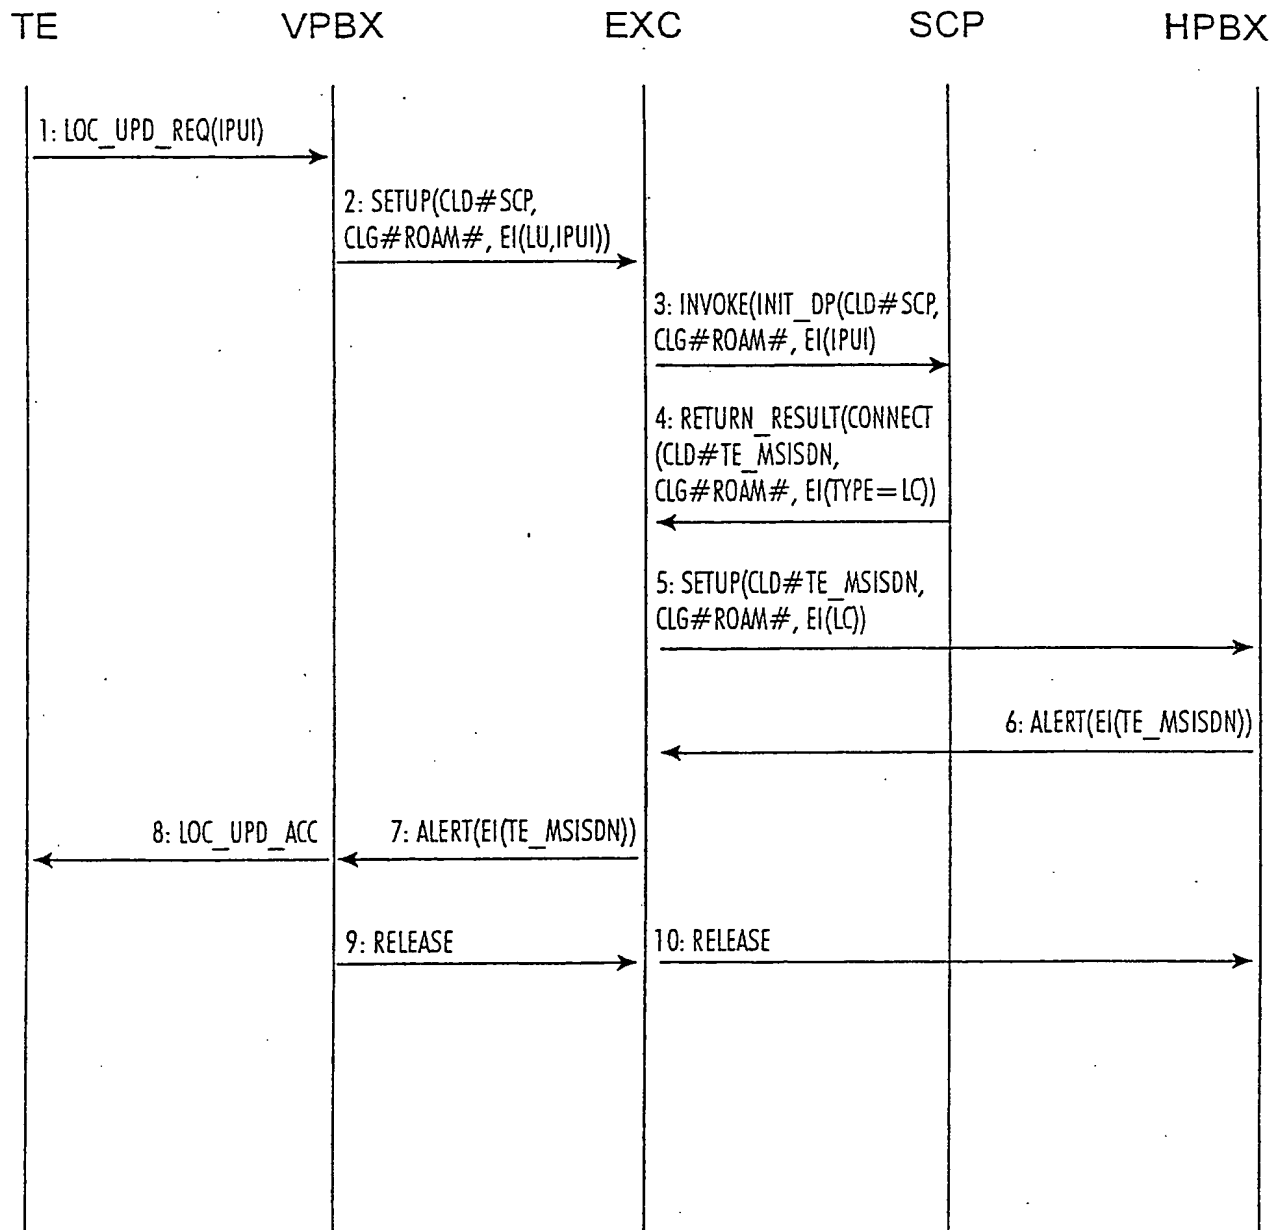 TE VPBX EXC SCP HPBX
1: LOC_UPD_REQ(IPUI)
2: SETUP(CLD#SCP,
CLG#ROAM#, EI(LU,IPUI))
3: INVOKE(INIT_DP(CLD#SCP,
CLG#ROAM#, EI(IPUI)
4: RETURN_RESULT(CONNECT
(CLD#TE_MSISDN,
CLG#ROAM#, EI(TYPE=LC))
5: SETUP(CLD#TE_MSISDN,
CLG#ROAM#, EI(LC))
6: ALERT(EI(TE_MSISDN))
8: LOC_UPD_ACC 7: ALERT(EI(TE_MSISDN))
9: RELEASE 10: RELEASE